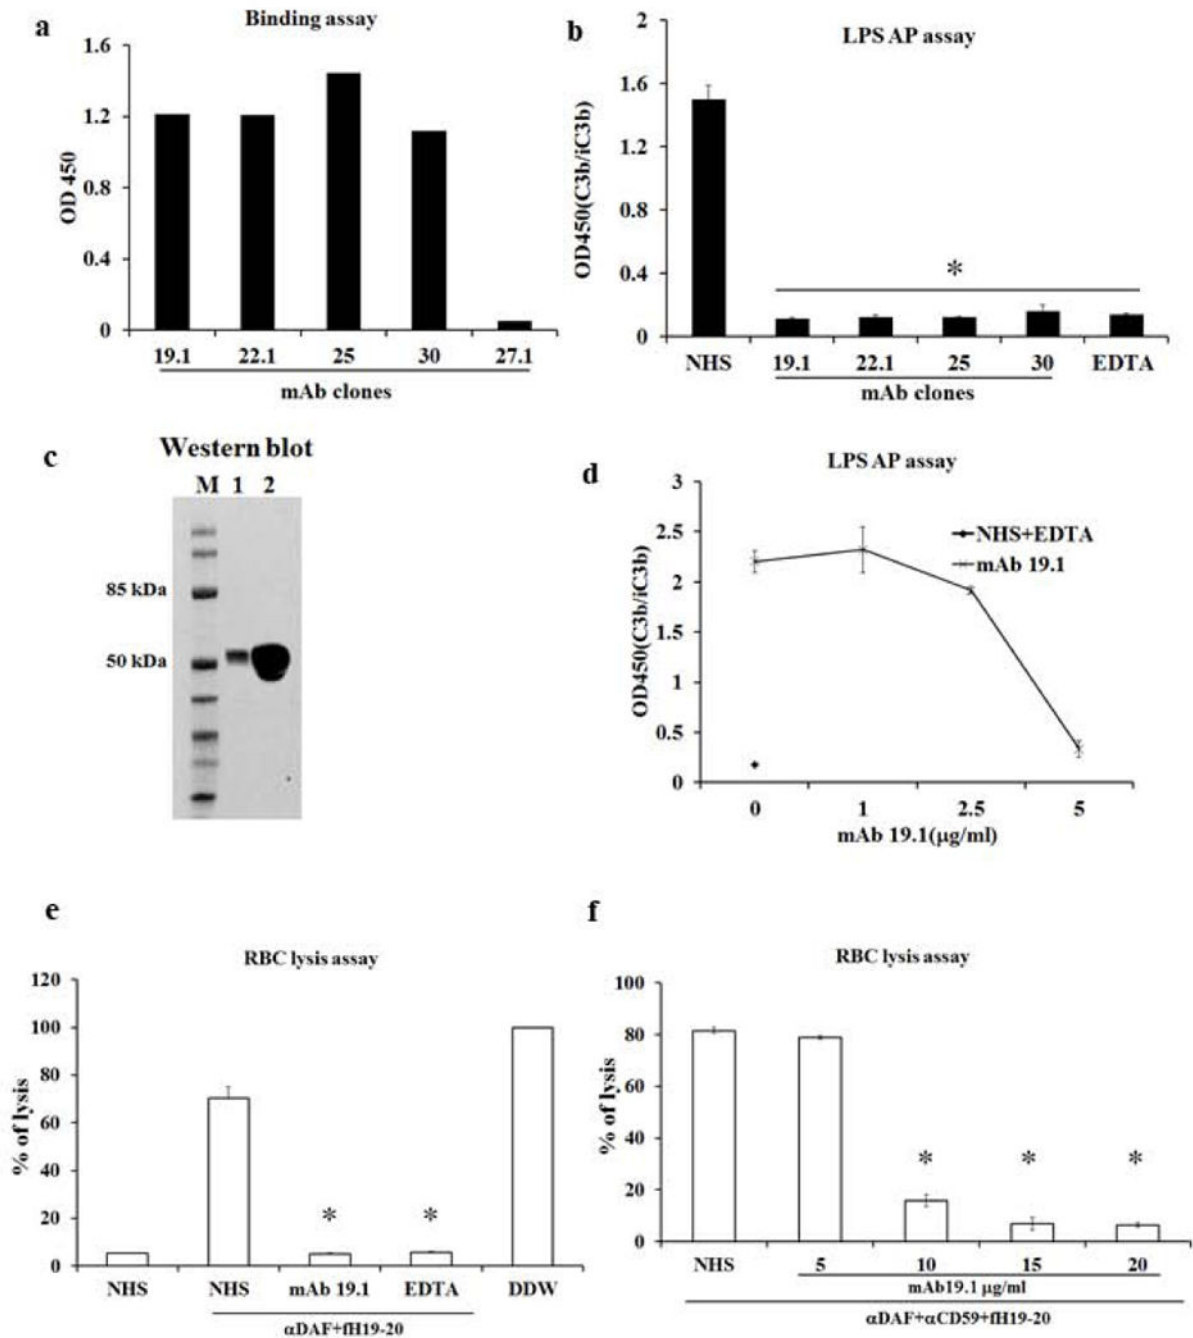 a
Binding assay
1.6
1.2
0.8
0.4
0
OD 450
19.1 22.1 25 30 27.1
mAb clones
b
LPS AP assay
2
1.6
1.2
0.8
0.4
0
OD450(C3b/iC3b)
*
NHS 19.1 22.1 25 30 EDTA
mAb clones
c
Western blot
M 1 2
85 kDa
50 kDa
d
LPS AP assay
3
2.5
2
1.5
1
0.5
0
OD450(C3b/iC3b)
NHS+EDTA
mAb 19.1
0 1 2.5 5
mAb 19.1(μg/ml)
e
RBC lysis assay
120
100
80
60
40
20
0
% of lysis
* *
NHS NHS mAb 19.1 EDTA DDW
αDAF+fH19-20
f
RBC lysis assay
100
80
60
40
20
0
% of lysis
* * *
NHS 5 10 15 20
mAb19.1 μg/ml
αDAF+αCD59+fH19-20